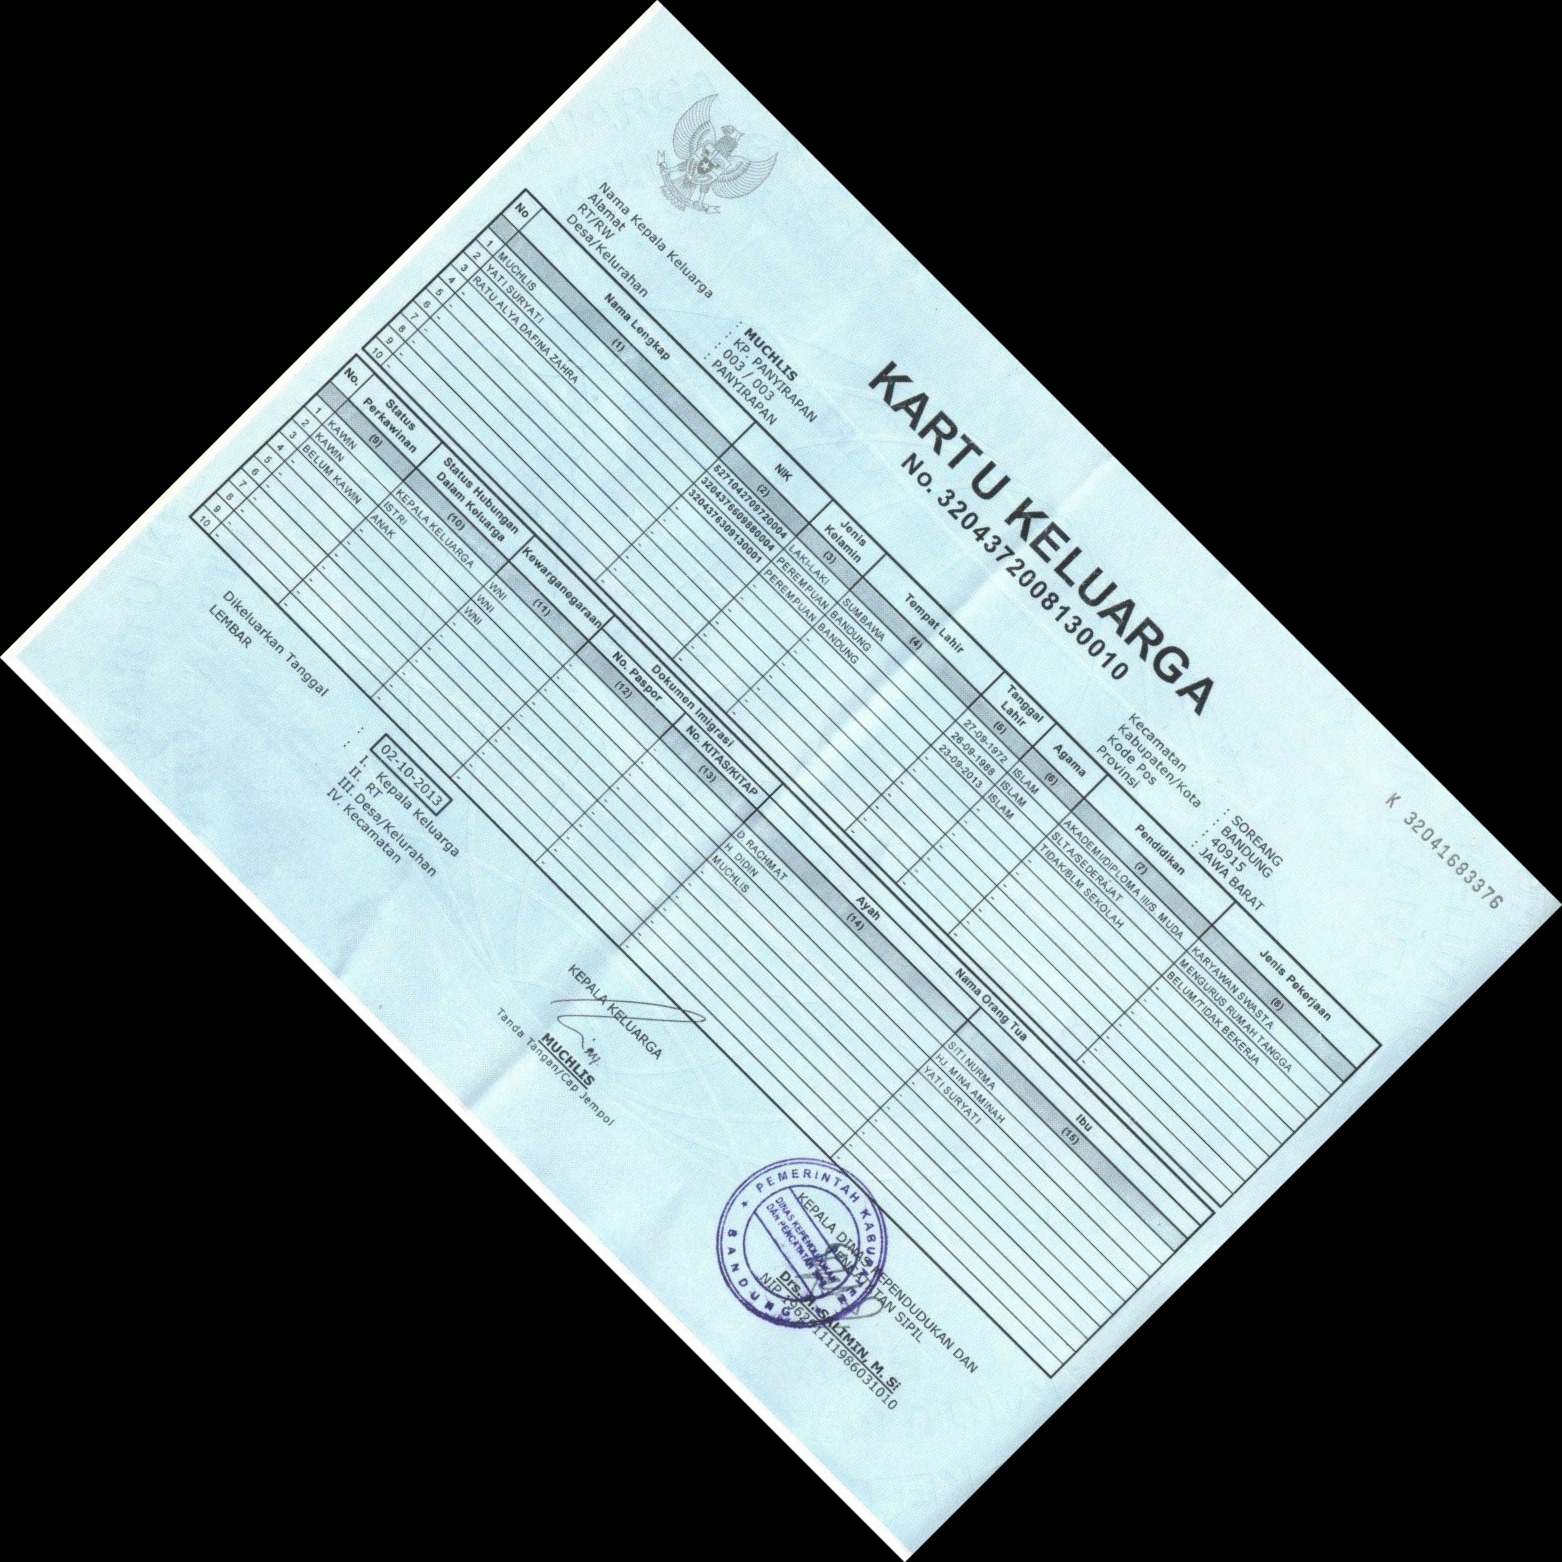 K 32041683376
KARTU KELUARGA
No. 3204372008130010
Nama Kepala Keluarga : MUCHLIS
Alamat : KP. PANYIRAPAN
RT/RW : 003 / 003
Desa/Kelurahan : PANYIRAPAN
Kecamatan : SOREANG
Kabupaten/Kota : BANDUNG
Kode Pos : 40915
Provinsi : JAWA BARAT
No Nama Lengkap NIK Jenis Kelamin Tempat Lahir Tanggal Lahir Agama Pendidikan Jenis Pekerjaan
(1) (2) (3) (4) (5) (6) (7) (8)
1 MUCHLIS 5271042709720004 LAKI-LAKI SUMBAWA 27-09-1972 ISLAM AKADEMI/DIPLOMA III/S. MUDA KARYAWAN SWASTA
2 YATI SURYATI 3204376609880004 PEREMPUAN BANDUNG 26-09-1988 ISLAM SLTA/SEDERAJAT MENGURUS RUMAH TANGGA
3 RATU ALYA DAFINA ZAHRA 3204376309130001 PEREMPUAN BANDUNG 23-09-2013 ISLAM TIDAK/BLM SEKOLAH BELUM/TIDAK BEKERJA
4 - - - - - - - -
5 - - - - - - - -
6 - - - - - - - -
7 - - - - - - - -
8 - - - - - - - -
9 - - - - - - - -
10 - - - - - - - -
No. Status Perkawinan Status Hubungan Dalam Keluarga Kewarganegaraan Dokumen Imigrasi Nama Orang Tua
No. Paspor No. KITAS/KITAP Ayah Ibu
(9) (10) (11) (12) (13) (14) (15)
1 KAWIN KEPALA KELUARGA WNI - - D RACHMAT SITI NURMA
2 KAWIN ISTRI WNI - - H. DIDIN HJ. MINA AMINAH
3 BELUM KAWIN ANAK WNI - - MUCHLIS YATI SURYATI
4 - - - - - - -
5 - - - - - - -
6 - - - - - - -
7 - - - - - - -
8 - - - - - - -
9 - - - - - - -
10 - - - - - - -
Dikeluarkan Tanggal : 02-10-2013
LEMBAR : I. Kepala Keluarga
II. RT
III. Desa/Kelurahan
IV. Kecamatan
KEPALA KELUARGA
MUCHLIS
Tanda Tangan/Cap Jempol
KEPALA DINAS KEPENDUDUKAN DAN
PENCATATAN SIPIL
PEMERINTAH KABUPATEN
BANDUNG
DINAS KEPENDUDUKAN
DAN PENCATATAN SIPIL
Drs. H. SALIMIN, M. Si